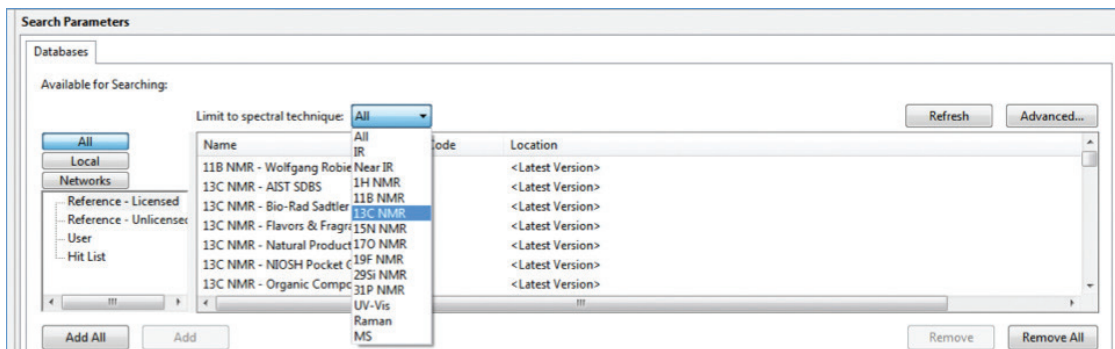 Search Parameters
Databases
Available for Searching:
Limit to spectral technique: All
Refresh
Advanced...
All
Local
Networks
Reference - Licensed
Reference - Unlicensed
User
Hit List
Name
Code
Location
11B NMR - Wolfgang Robie
<Latest Version>
13C NMR - AIST SDBS
<Latest Version>
13C NMR - Bio-Rad Sadtler
<Latest Version>
13C NMR - Flavors & Fragra
<Latest Version>
13C NMR - Natural Product
<Latest Version>
13C NMR - NIOSH Pocket G
<Latest Version>
13C NMR - Organic Compo
<Latest Version>
All
IR
Near IR
1H NMR
11B NMR
13C NMR
15N NMR
17O NMR
19F NMR
29Si NMR
31P NMR
UV-Vis
Raman
MS
Add All
Add
Remove
Remove All